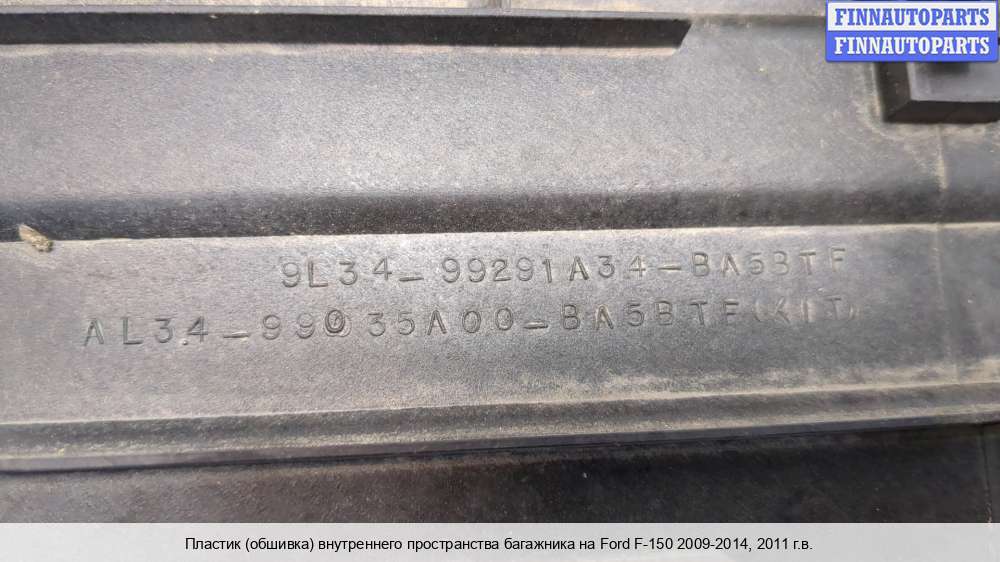 FINNAUTOPARTS
FINNAUTOPARTS
9L34-99291A34-BA5BTF
AL34-99035A00-BA5BTF(KIT)
Пластик (обшивка) внутреннего пространства багажника на Ford F-150 2009-2014, 2011 г.в.